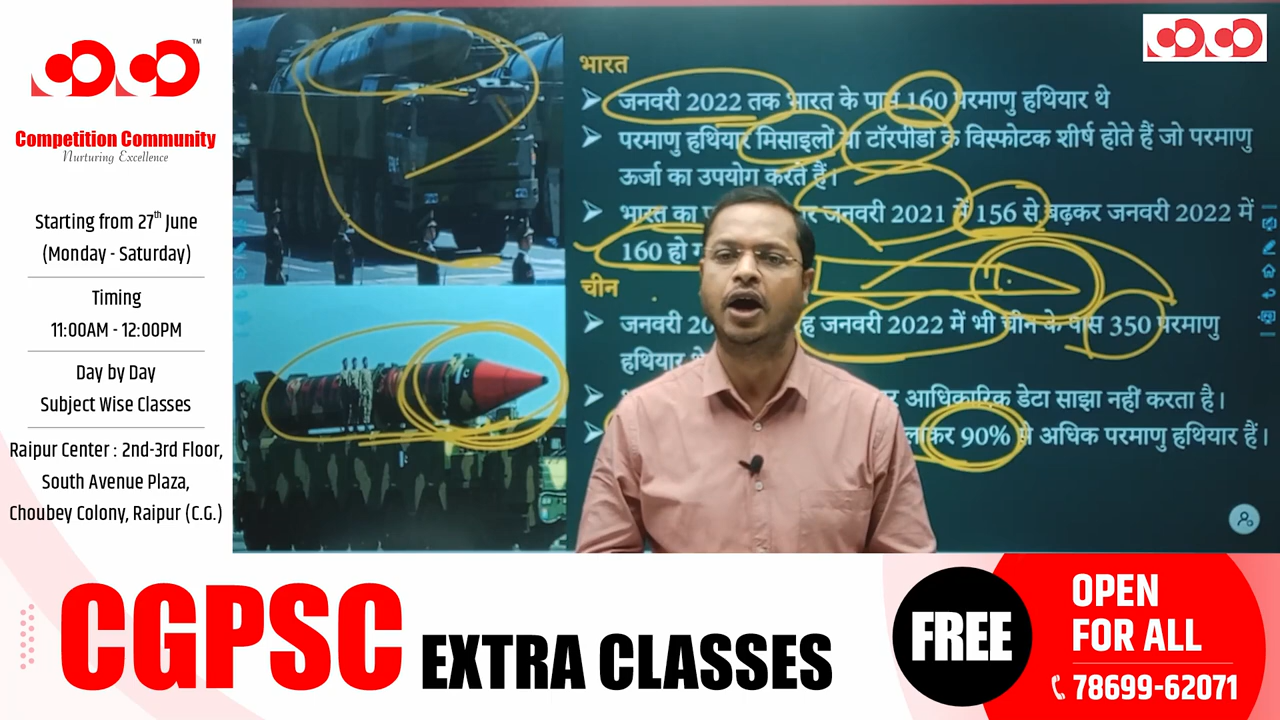 TM
Competition Community
Nurturing Excellence
Starting from 27th June
(Monday - Saturday)
Timing
11:00AM - 12:00PM
Day by Day
Subject Wise Classes
Raipur Center : 2nd-3rd Floor,
South Avenue Plaza,
Choubey Colony, Raipur (C.G.)
भारत
जनवरी 2022 तक भारत के पास 160 परमाणु हथियार थे
परमाणु हथियार मिसाइलों या टॉरपीडो के विस्फोटक शीर्ष होते हैं जो परमाणु
ऊर्जा का उपयोग करते हैं।
भारत का जनवरी 2021 में 156 से बढ़कर जनवरी 2022 में
160 हो
चीन
जनवरी जनवरी 2022 में भी चीन के पास 350 परमाणु
हथियार
आधिकारिक डेटा साझा नहीं करता है।
90% से अधिक परमाणु हथियार हैं।
CGPSC EXTRA CLASSES
FREE
OPEN
FOR ALL
78699-62071